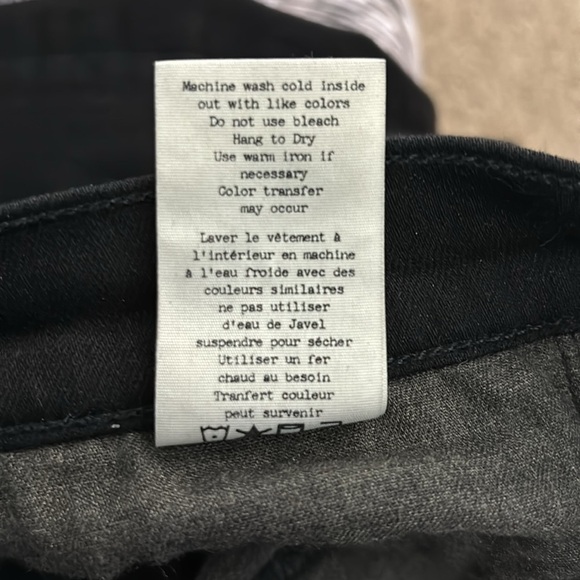 Machine wash cold inside
out with like colors
Do not use bleach
Hang to Dry
Use warm iron if
necessary
Color transfer
may occur
Laver le vêtement à
l'intérieur en machine
à l'eau froide avec des
couleurs similaires
ne pas utiliser
d'eau de Javel
suspendre pour sécher
Utiliser un fer
chaud au besoin
Tranfert couleur
peut survenir